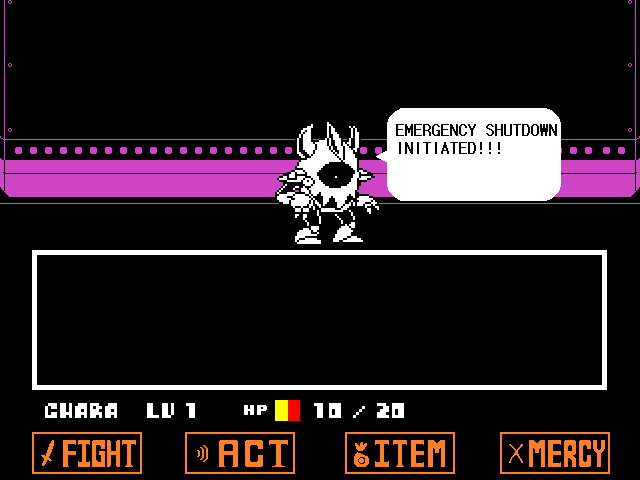 EMERGENCY SHUTDOWN
INITIATED!!!
CHARA LV 1 HP 10 / 20
FIGHT ACT ITEM MERCY